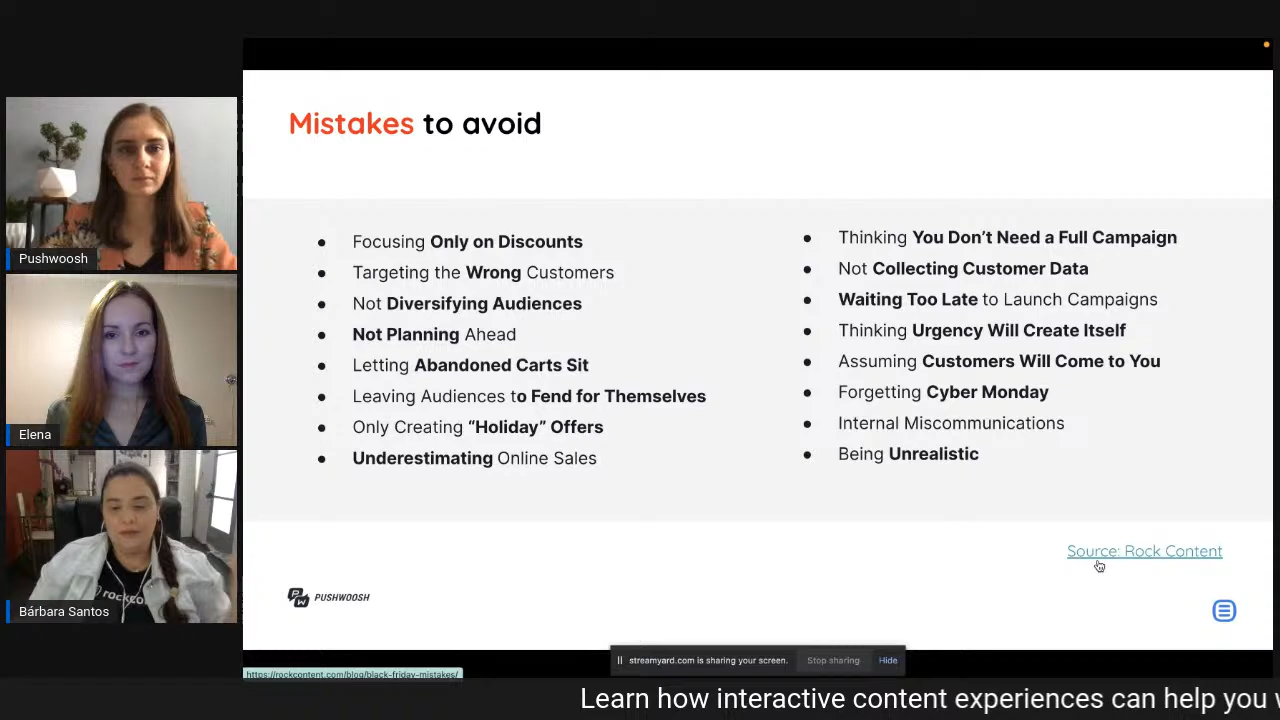 Mistakes to avoid
Focusing Only on Discounts
Targeting the Wrong Customers
Not Diversifying Audiences
Not Planning Ahead
Letting Abandoned Carts Sit
Leaving Audiences to Fend for Themselves
Only Creating “Holiday” Offers
Underestimating Online Sales
Thinking You Don’t Need a Full Campaign
Not Collecting Customer Data
Waiting Too Late to Launch Campaigns
Thinking Urgency Will Create Itself
Assuming Customers Will Come to You
Forgetting Cyber Monday
Internal Miscommunications
Being Unrealistic
Source: Rock Content
PW PUSHWOOSH
Pushwoosh
Elena
rockcon
Bárbara Santos
streamyard.com is sharing your screen. Stop sharing Hide
https://rockcontent.com/blog/black-friday-mistakes/
Learn how interactive content experiences can help you